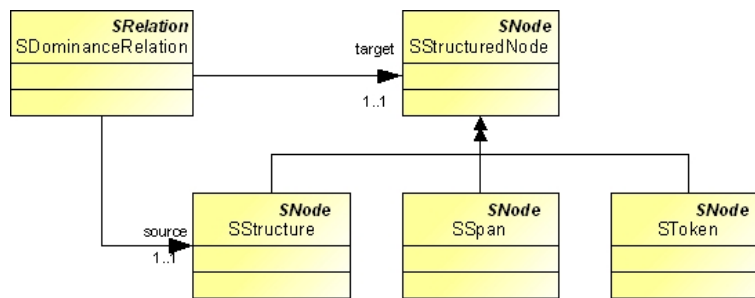 SRelation
SDominanceRelation
target
1..1
SNode
SStructuredNode
source
1..1
SNode
SStructure
SNode
SSpan
SNode
SToken